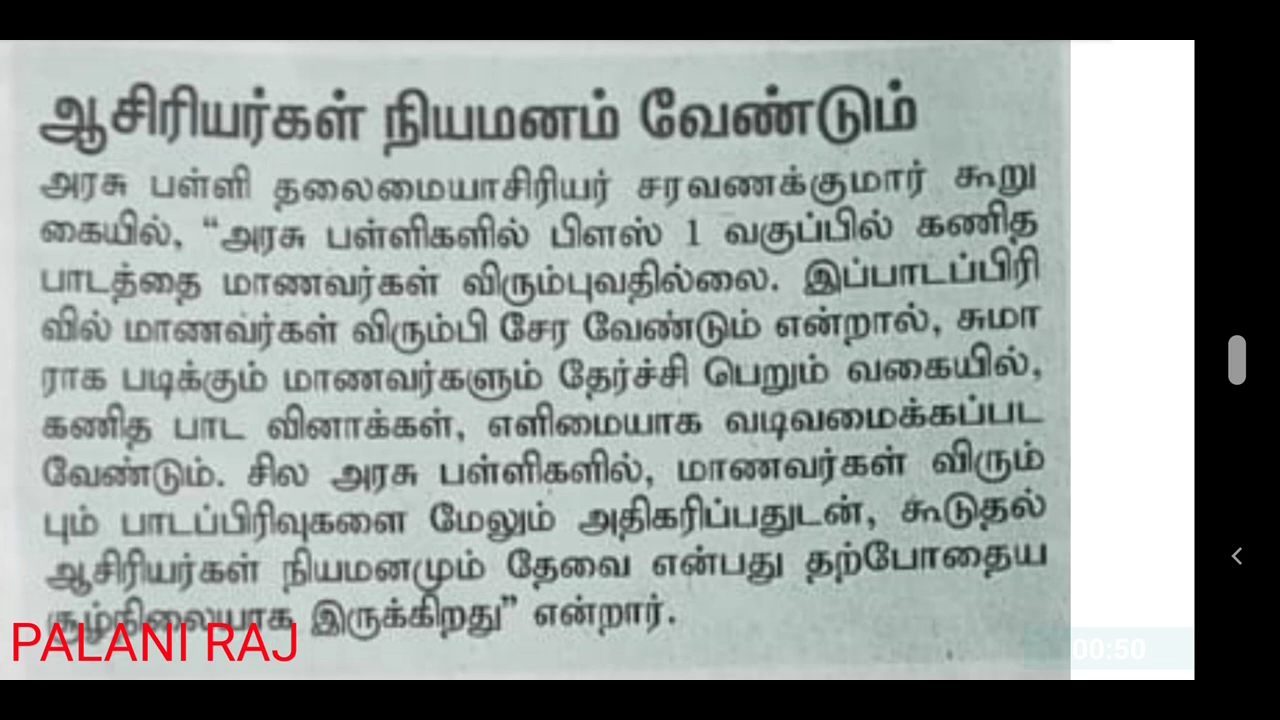 ஆசிரியர்கள் நியமனம் வேண்டும்
அரசு பள்ளி தலைமையாசிரியர் சரவணக்குமார் கூறு
கையில், “அரசு பள்ளிகளில் பிளஸ் 1 வகுப்பில் கணித
பாடத்தை மாணவர்கள் விரும்புவதில்லை. இப்பாடப்பிரி
வில் மாணவர்கள் விரும்பி சேர வேண்டும் என்றால், சுமா
ராக படிக்கும் மாணவர்களும் தேர்ச்சி பெறும் வகையில்,
கணித பாட வினாக்கள், எளிமையாக வடிவமைக்கப்பட
வேண்டும். சில அரசு பள்ளிகளில், மாணவர்கள் விரும்
பும் பாடப்பிரிவுகளை மேலும் அதிகரிப்பதுடன், கூடுதல்
ஆசிரியர்கள் நியமனமும் தேவை என்பது தற்போதைய
சூழ்நிலையாக இருக்கிறது” என்றார்.
PALANI RAJ
00:50